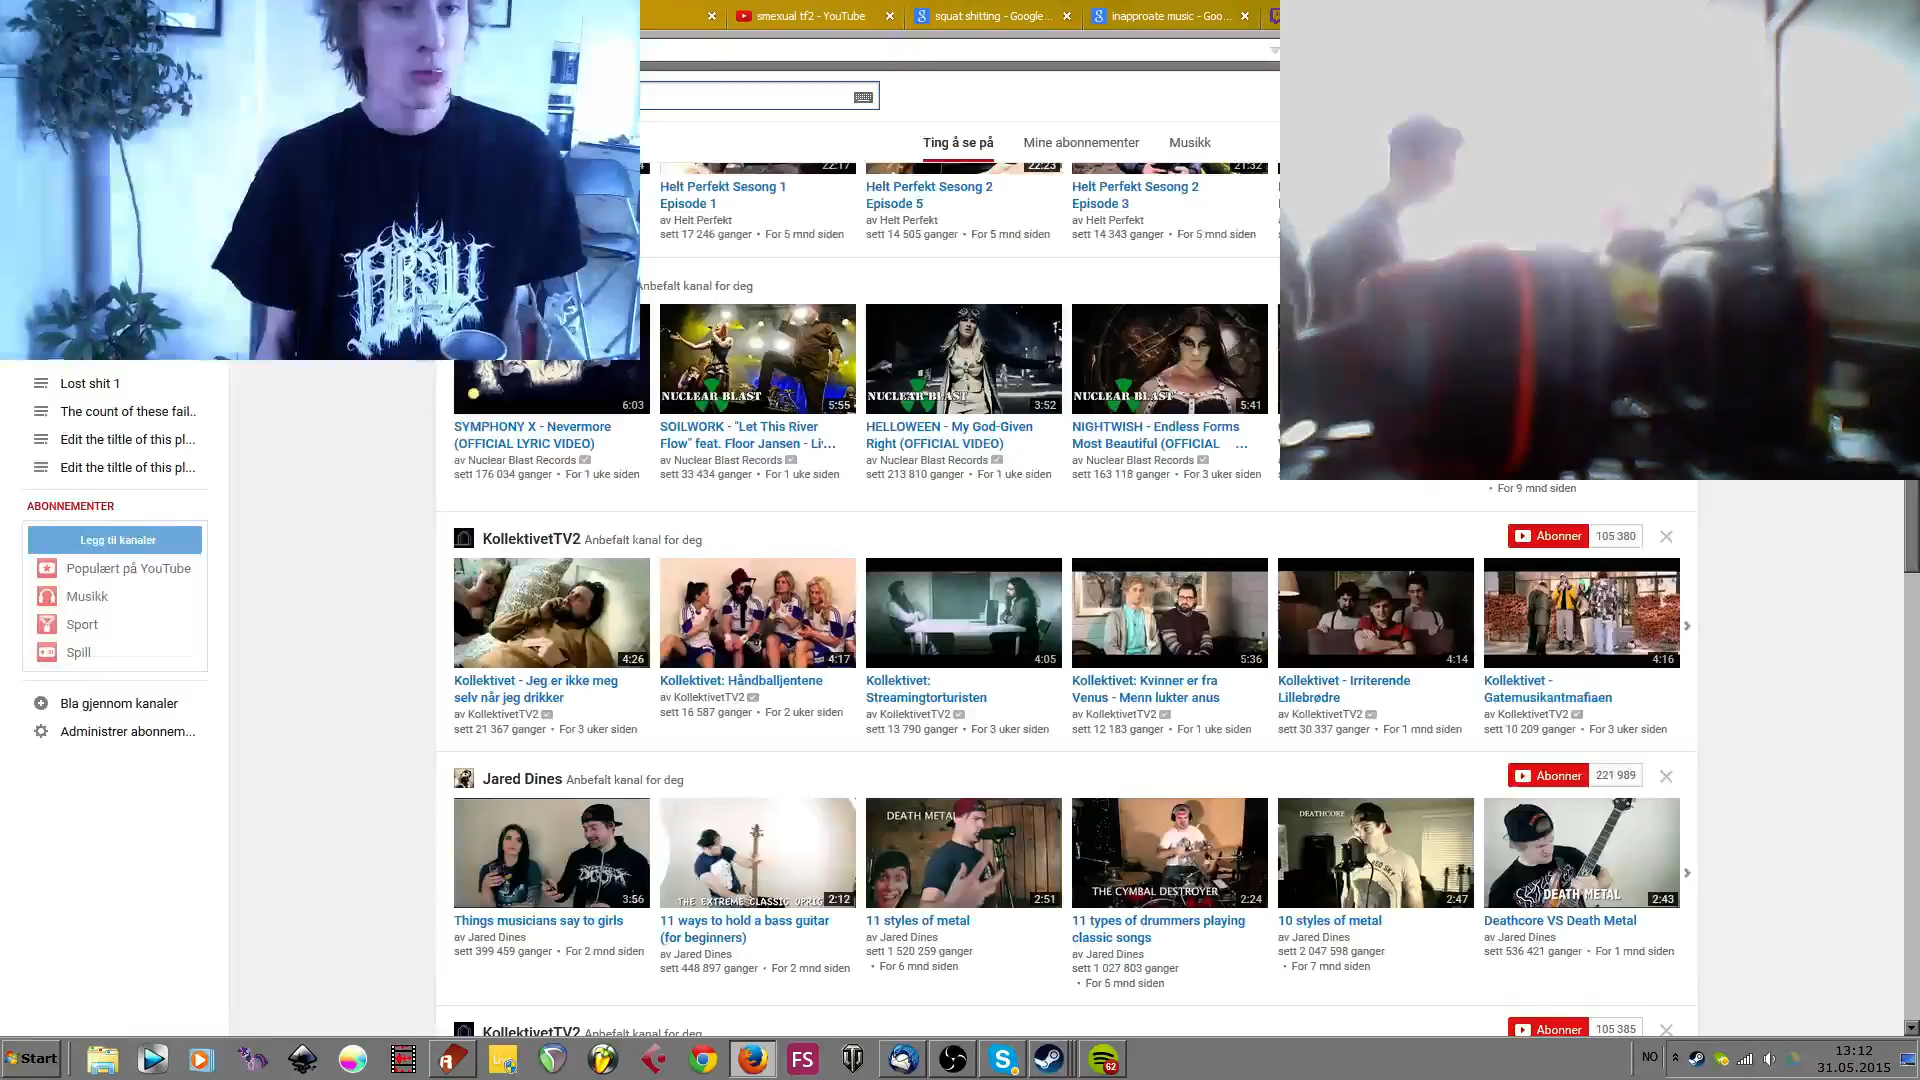 smexual tf2 - YouTube
squat shitting - Google...
inapproate music - Goo...
Ting å se på
Mine abonnementer
Musikk
22:17
22:23
21:32
Helt Perfekt Sesong 1
Episode 1
av Helt Perfekt
sett 17 246 ganger • For 5 mnd siden
Helt Perfekt Sesong 2
Episode 5
av Helt Perfekt
sett 14 505 ganger • For 5 mnd siden
Helt Perfekt Sesong 2
Episode 3
av Helt Perfekt
sett 14 343 ganger • For 5 mnd siden
Anbefalt kanal for deg
6:03
NUCLEAR BLAST
5:55
NUCLEAR BLAST
3:52
NUCLEAR BLAST
5:41
SYMPHONY X - Nevermore
(OFFICIAL LYRIC VIDEO)
av Nuclear Blast Records
sett 176 034 ganger • For 1 uke siden
SOILWORK - "Let This River
Flow" feat. Floor Jansen - Li'...
av Nuclear Blast Records
sett 33 434 ganger • For 1 uke siden
HELLOWEEN - My God-Given
Right (OFFICIAL VIDEO)
av Nuclear Blast Records
sett 213 810 ganger • For 1 uke siden
NIGHTWISH - Endless Forms
Most Beautiful (OFFICIAL ...
av Nuclear Blast Records
sett 163 118 ganger • For 3 uker siden
• For 9 mnd siden
Lost shit 1
The count of these fail..
Edit the tiltle of this pl...
Edit the tiltle of this pl...
ABONNEMENTER
Legg til kanaler
Populært på YouTube
Musikk
Sport
Spill
Bla gjennom kanaler
Administrer abonnem...
KollektivetTV2 Anbefalt kanal for deg
Abonner 105 380
4:26
4:17
4:05
5:36
4:14
4:16
Kollektivet - Jeg er ikke meg
selv når jeg drikker
av KollektivetTV2
sett 21 367 ganger • For 3 uker siden
Kollektivet: Håndballjentene
av KollektivetTV2
sett 16 587 ganger • For 2 uker siden
Kollektivet:
Streamingtorturisten
av KollektivetTV2
sett 13 790 ganger • For 3 uker siden
Kollektivet: Kvinner er fra
Venus - Menn lukter anus
av KollektivetTV2
sett 12 183 ganger • For 1 uke siden
Kollektivet - Irriterende
Lillebrødre
av KollektivetTV2
sett 30 337 ganger • For 1 mnd siden
Kollektivet -
Gatemusikantmafiaen
av KollektivetTV2
sett 10 209 ganger • For 3 uker siden
Jared Dines Anbefalt kanal for deg
Abonner 221 989
3:56
THE EXTREME CLASSIC UPRIG
2:12
DEATH METAL
2:51
THE CYMBAL DESTROYER
2:24
DEATHCORE
RED SKY
2:47
DEATH METAL
2:43
Things musicians say to girls
av Jared Dines
sett 399 459 ganger • For 2 mnd siden
11 ways to hold a bass guitar
(for beginners)
av Jared Dines
sett 448 897 ganger • For 2 mnd siden
11 styles of metal
av Jared Dines
sett 1 520 259 ganger
• For 6 mnd siden
11 types of drummers playing
classic songs
av Jared Dines
sett 1 027 803 ganger
• For 5 mnd siden
10 styles of metal
av Jared Dines
sett 2 047 598 ganger
• For 7 mnd siden
Deathcore VS Death Metal
av Jared Dines
sett 536 421 ganger • For 1 mnd siden
KollektivetTV2 Anbefalt kanal for deg
Abonner 105 385
Start
FS
62
NO
13:12
31.05.2015